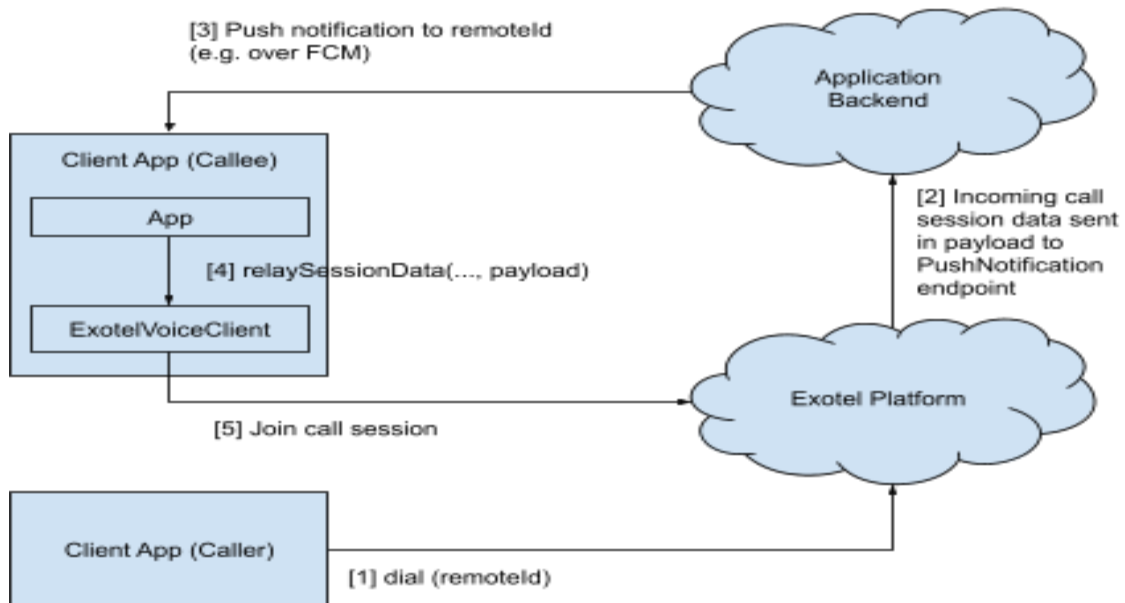 [3] Push notification to remoteId
(e.g. over FCM)
Application
Backend
Client App (Callee)
App
[2] Incoming call
session data sent
in payload to
PushNotification
endpoint
[4] relaySessionData(..., payload)
ExotelVoiceClient
Exotel Platform
[5] Join call session
Client App (Caller)
[1] dial (remoteId)